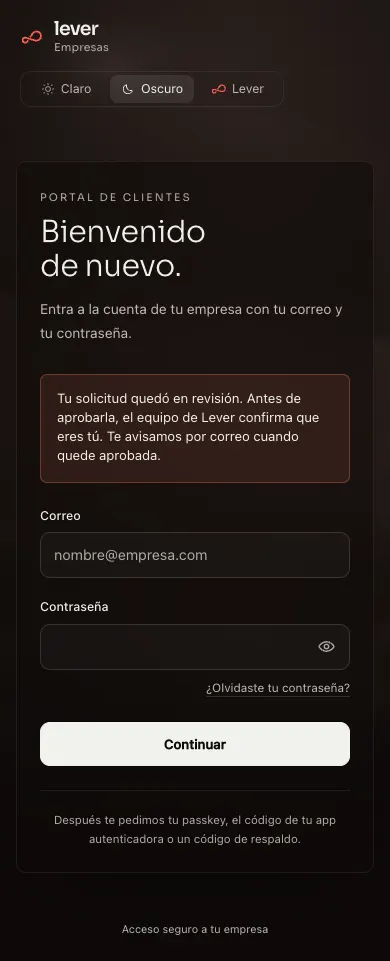 lever
Empresas
Claro
Oscuro
Lever
PORTAL DE CLIENTES
Bienvenido
de nuevo.
Entra a la cuenta de tu empresa con tu correo y
tu contraseña.
Tu solicitud quedó en revisión. Antes de
aprobarla, el equipo de Lever confirma que
eres tú. Te avisamos por correo cuando
quede aprobada.
Correo
nombre@empresa.com
Contraseña
¿Olvidaste tu contraseña?
Continuar
Después te pedimos tu passkey, el código de tu app
autenticadora o un código de respaldo.
Acceso seguro a tu empresa